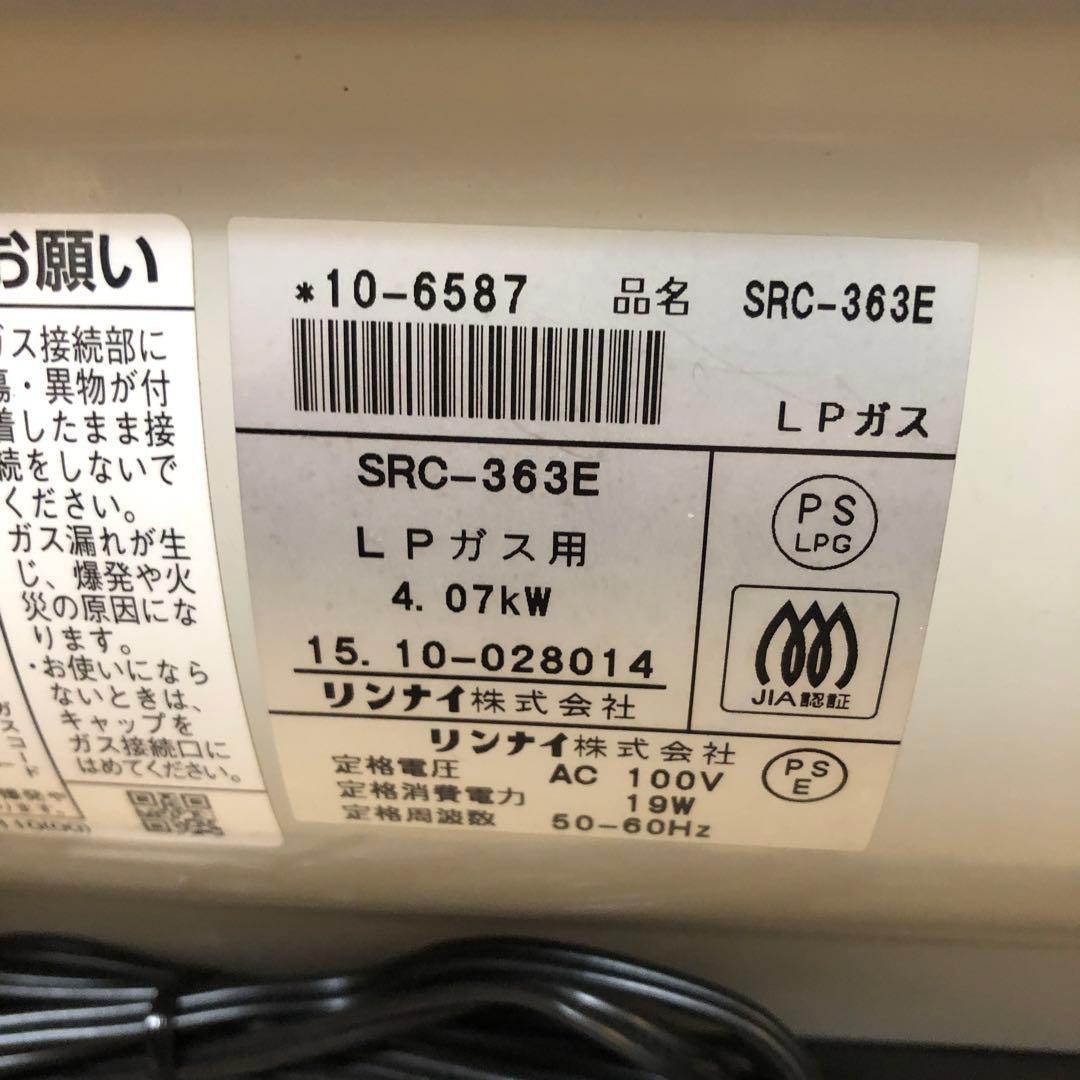 お願い
ガス接続部に
傷・異物が付
着したまま接
続をしないで
ください。
ガス漏れが生
じ、爆発や火
災の原因にな
ります。
・お使いになら
ないときは、
キャップを
ガス接続口に
はめてください。
*10-6587 品名 SRC-363E
LPガス
SRC-363E
LPガス用
4.07kW
15.10-028014
リンナイ株式会社
PS
LPG
JIA認証
リンナイ株式会社
定格電圧 AC 100V
定格消費電力 19W
定格周波数 50-60Hz
PS
E